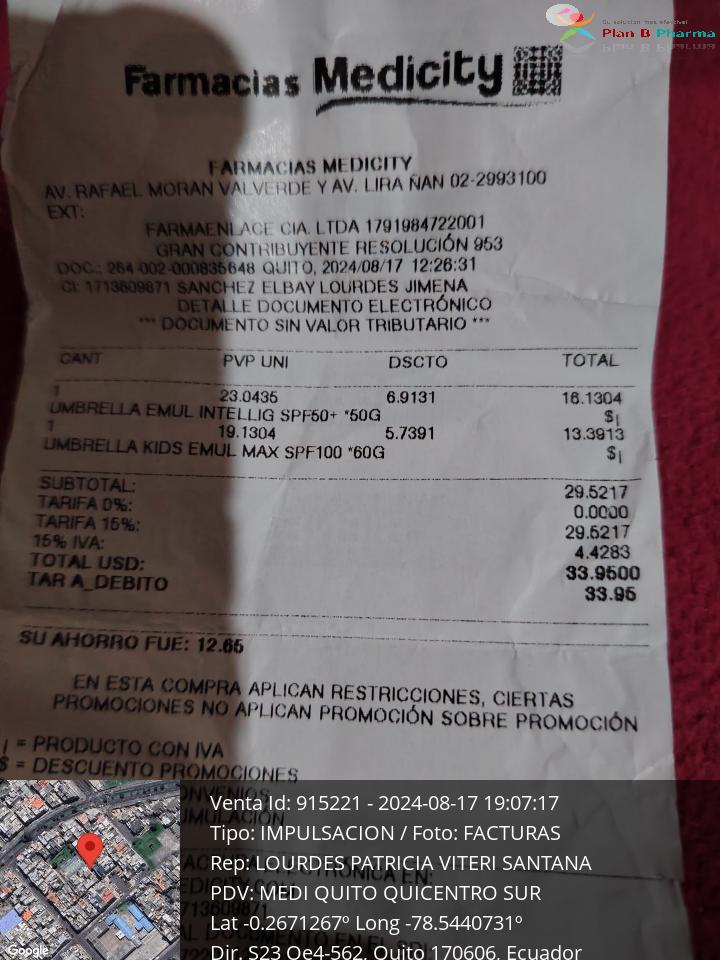 Su solucion mas efectiva!
Plan B Pharma
Farmacias Medicity
FARMACIAS MEDICITY
AV. RAFAEL MORAN VALVERDE Y AV. LIRA ÑAN 02-2993100
EXT:
FARMAENLACE CIA. LTDA 1791984722001
GRAN CONTRIBUYENTE RESOLUCIÓN 953
DOC.: 264-002-000835648 QUITO, 2024/08/17 12:26:31
CI: 1713609871 SANCHEZ ELBAY LOURDES JIMENA
DETALLE DOCUMENTO ELECTRÓNICO
*** DOCUMENTO SIN VALOR TRIBUTARIO ***
CANT PVP UNI DSCTO TOTAL
1 23.0435 6.9131 16.1304
UMBRELLA EMUL INTELLIG SPF50+ *50G $¡
1 19.1304 5.7391 13.3913
UMBRELLA KIDS EMUL MAX SPF100 *60G $¡
SUBTOTAL: 29.5217
TARIFA 0%: 0.0000
TARIFA 15%: 29.5217
15% IVA: 4.4283
TOTAL USD: 33.9500
TAR A_DEBITO 33.95
SU AHORRO FUE: 12.65
EN ESTA COMPRA APLICAN RESTRICCIONES, CIERTAS
PROMOCIONES NO APLICAN PROMOCIÓN SOBRE PROMOCIÓN
¡ = PRODUCTO CON IVA
$ = DESCUENTO PROMOCIONES
Venta Id: 915221 - 2024-08-17 19:07:17
Tipo: IMPULSACION / Foto: FACTURAS
Rep: LOURDES PATRICIA VITERI SANTANA
PDV: MEDI QUITO QUICENTRO SUR
Lat -0.2671267º Long -78.5440731º
Dir. S23 Oe4-562, Quito 170606, Ecuador
Google